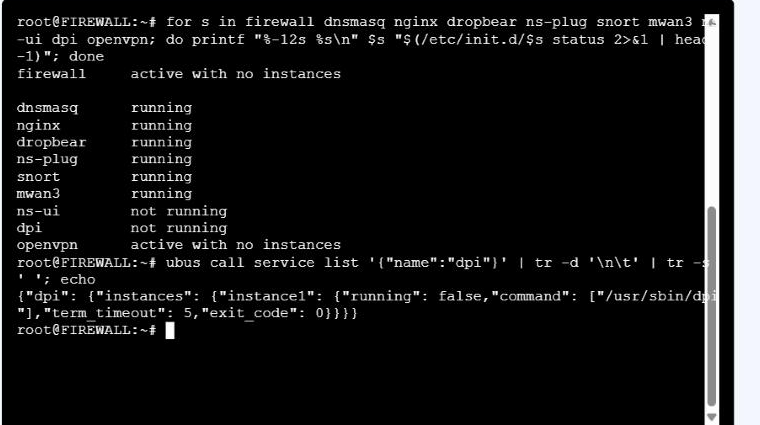 root@FIREWALL:~# for s in firewall dnsmasq nginx dropbear ns-plug snort mwan3 n
-ui dpi openvpn; do printf "%-12s %s\n" $s "$(/etc/init.d/$s status 2>&1 | head
-1)"; done
firewall     active with no instances

dnsmasq      running
nginx        running
dropbear     running
ns-plug      running
snort        running
mwan3        running
ns-ui        not running
dpi          not running
openvpn      active with no instances
root@FIREWALL:~# ubus call service list '{"name":"dpi"}' | tr -d '\n\t' | tr -s
' '; echo
{"dpi": {"instances": {"instance1": {"running": false,"command": ["/usr/sbin/dpi
"],"term_timeout": 5,"exit_code": 0}}}}
root@FIREWALL:~#